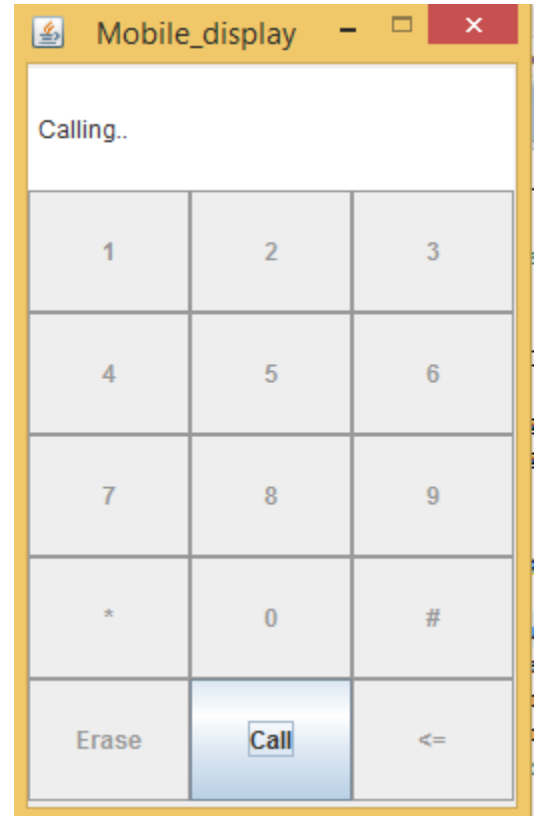 Mobile_display
Calling..
1 2 3
4 5 6
7 8 9
* 0 #
Erase Call <=